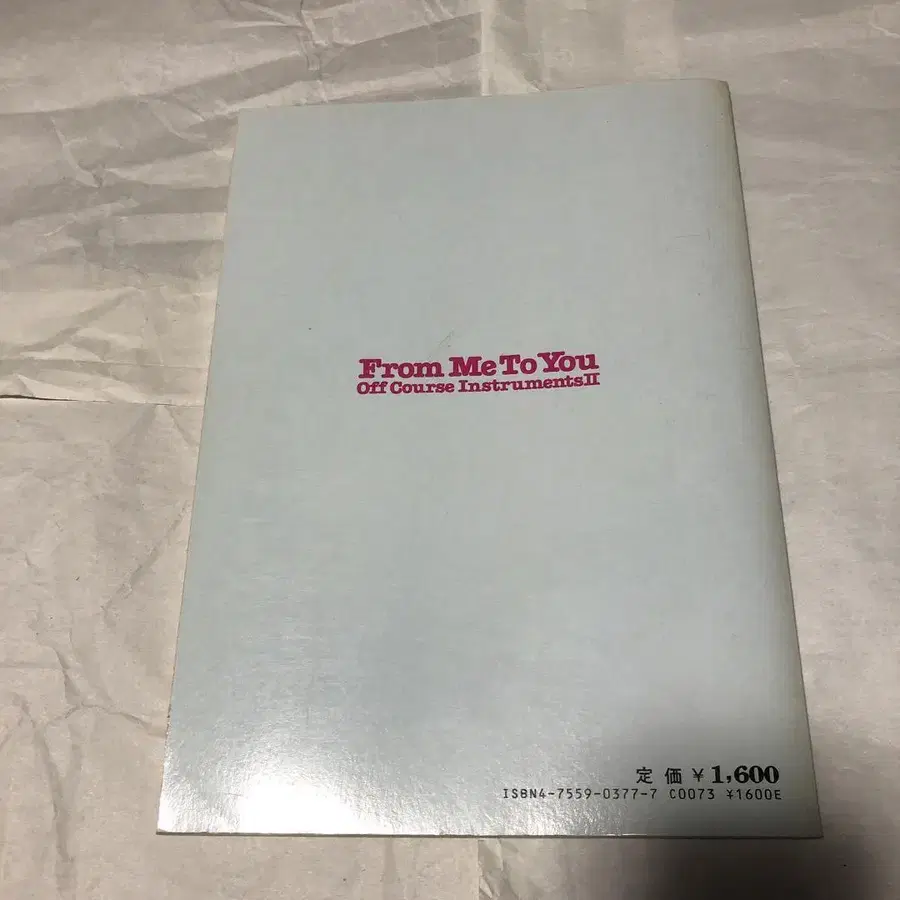 From Me To You
Off Course Instruments II
定価￥1,600
ISBN4-7559-0377-7 C0073 ¥1600E